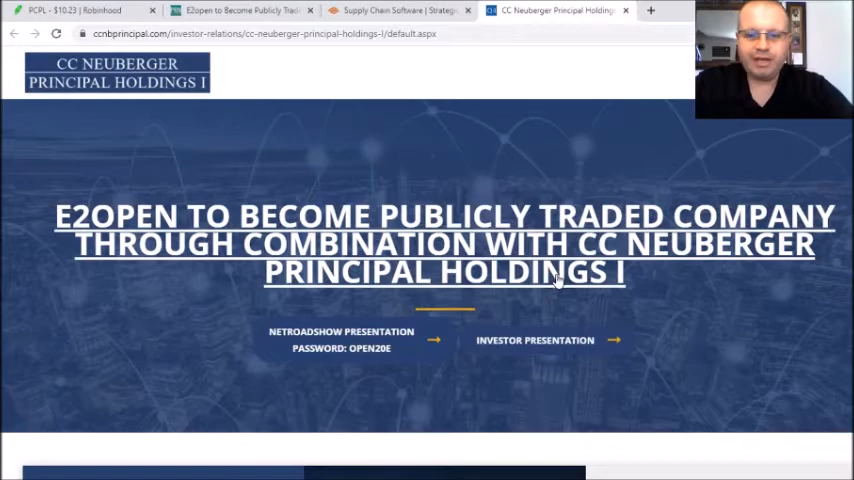 PCPL - $10.23 | Robinhood
E2open to Become Publicly Trad
Supply Chain Software | Strategi
CC Neuberger Principal Holdings
ccnbprincipal.com/investor-relations/cc-neuberger-principal-holdings-I/default.aspx
CC NEUBERGER
PRINCIPAL HOLDINGS I
E2OPEN TO BECOME PUBLICLY TRADED COMPANY
THROUGH COMBINATION WITH CC NEUBERGER
PRINCIPAL HOLDINGS I
NETROADSHOW PRESENTATION
PASSWORD: OPEN20E
INVESTOR PRESENTATION